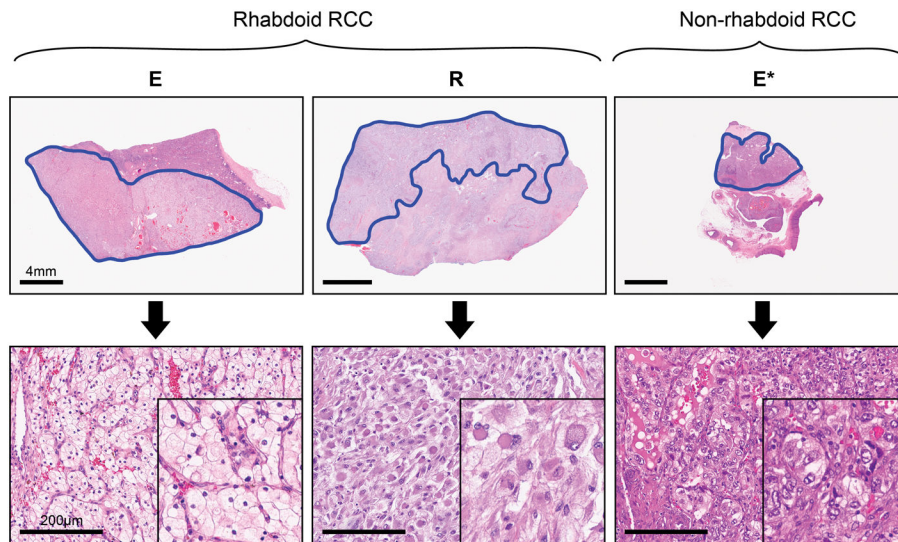 Rhabdoid RCC
Non-rhabdoid RCC
E
R
E*
4mm
200μm